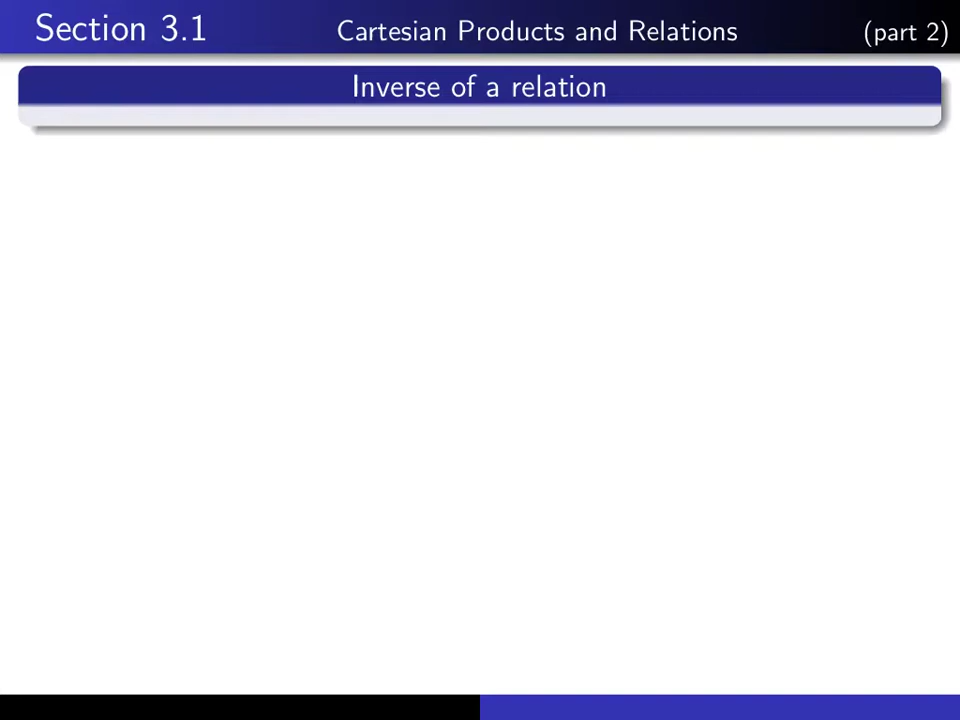 Section 3.1 Cartesian Products and Relations (part 2)
Inverse of a relation